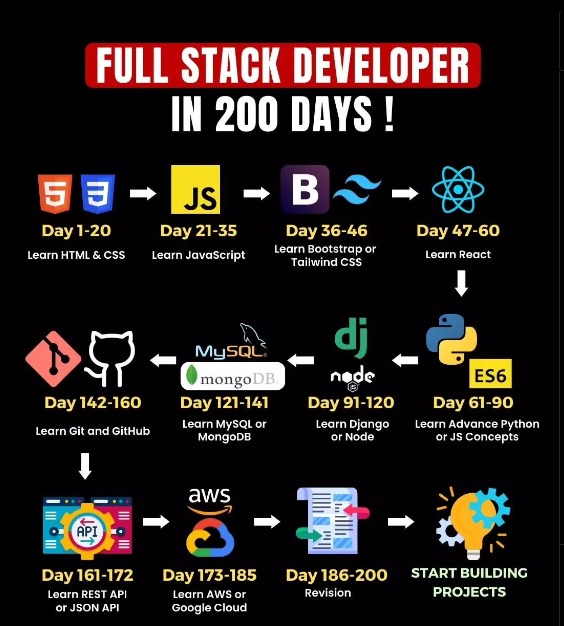 FULL STACK DEVELOPER
IN 200 DAYS !
5
3
JS
B
Day 1-20
Day 21-35
Day 36-46
Day 47-60
Learn HTML & CSS
Learn JavaScript
Learn Bootstrap or
Tailwind CSS
Learn React
MySQL
mongoDB
dj
node
JS
ES6
Day 142-160
Day 121-141
Day 91-120
Day 61-90
Learn Git and GitHub
Learn MySQL or
MongoDB
Learn Django
or Node
Learn Advance Python
or JS Concepts
API
aws
Day 161-172
Day 173-185
Day 186-200
START BUILDING
PROJECTS
Learn REST API
or JSON API
Learn AWS or
Google Cloud
Revision